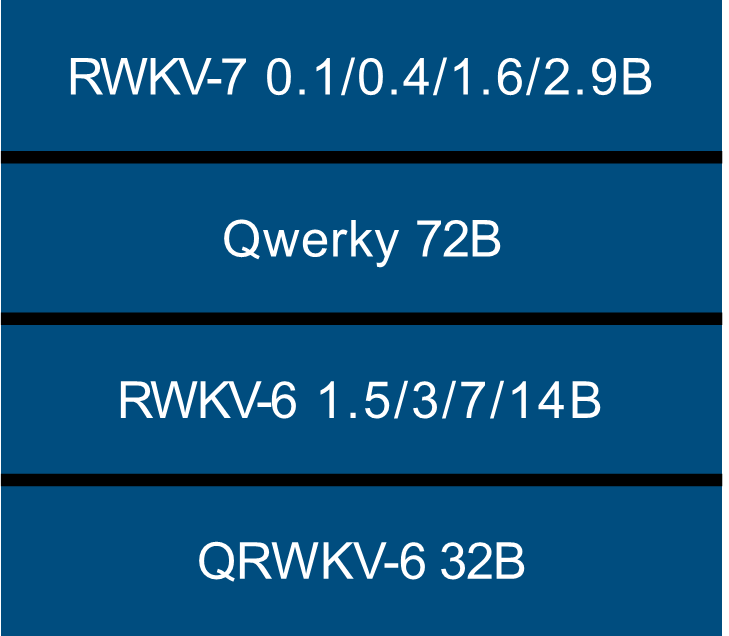 RWKV-7 0.1/0.4/1.6/2.9B
Qwerky 72B
RWKV-6 1.5/3/7/14B
QRWKV-6 32B